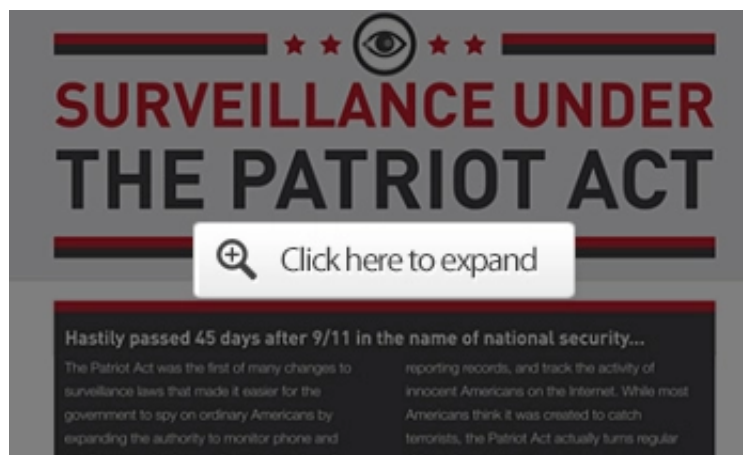 SURVEILLANCE UNDER
THE PATRIOT ACT
Click here to expand
Hastily passed 45 days after 9/11 in the name of national security...
The Patriot Act was the first of many changes to
surveillance laws that made it easier for the
government to spy on ordinary Americans by
expanding the authority to monitor phone and
reporting records, and track the activity of
innocent Americans on the Internet. While most
Americans think it was created to catch
terrorists, the Patriot Act actually turns regular